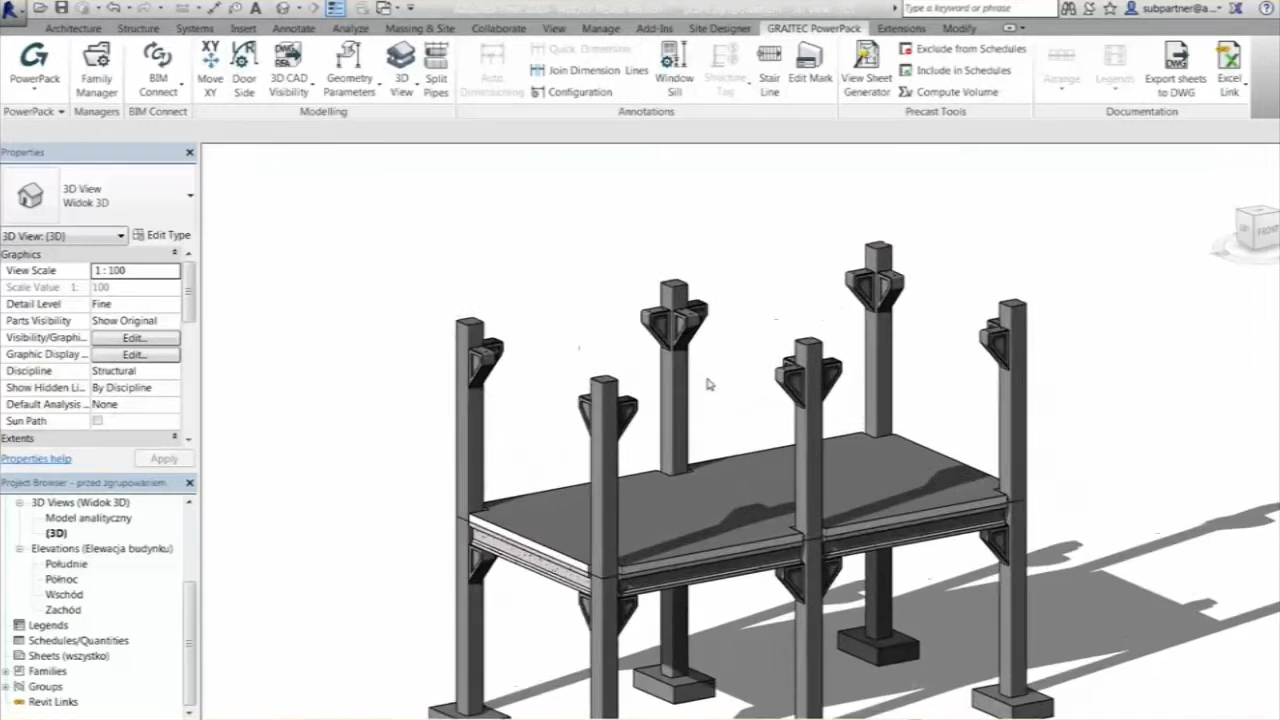 Type a keyword or phrase
subpartner@a...
Architecture Structure Systems Insert Annotate Analyze Massing & Site Collaborate View Manage Add-Ins Site Designer GRAITEC PowerPack Extensions Modify
PowerPack
Family Manager
BIM Connect
Move XY
Door Side
3D CAD Visibility
Geometry Parameters
3D View
Split Pipes
Auto Dimensioning
Quick Dimension
Join Dimension Lines
Configuration
Window Sill
Structure Tag
Stair Line
Edit Mark
View Sheet Generator
Exclude from Schedules
Include in Schedules
Compute Volume
Arrange
Legends
Export sheets to DWG
Excel Link
PowerPack Managers BIM Connect Modelling Annotations Precast Tools Documentation
Properties
3D View
Widok 3D
3D View: {3D} Edit Type
Graphics
View Scale 1 : 100
Scale Value 1: 100
Detail Level Fine
Parts Visibility Show Original
Visibility/Graphi... Edit...
Graphic Display ... Edit...
Discipline Structural
Show Hidden Li... By Discipline
Default Analysis ... None
Sun Path
Extents
Properties help Apply
Project Browser - przed zgrupowaniem
3D Views (Widok 3D)
Model analityczny
{3D}
Elevations (Elewacja budynku)
Południe
Północ
Wschód
Zachód
Legends
Schedules/Quantities
Sheets (wszystko)
Families
Groups
Revit Links
FRONT